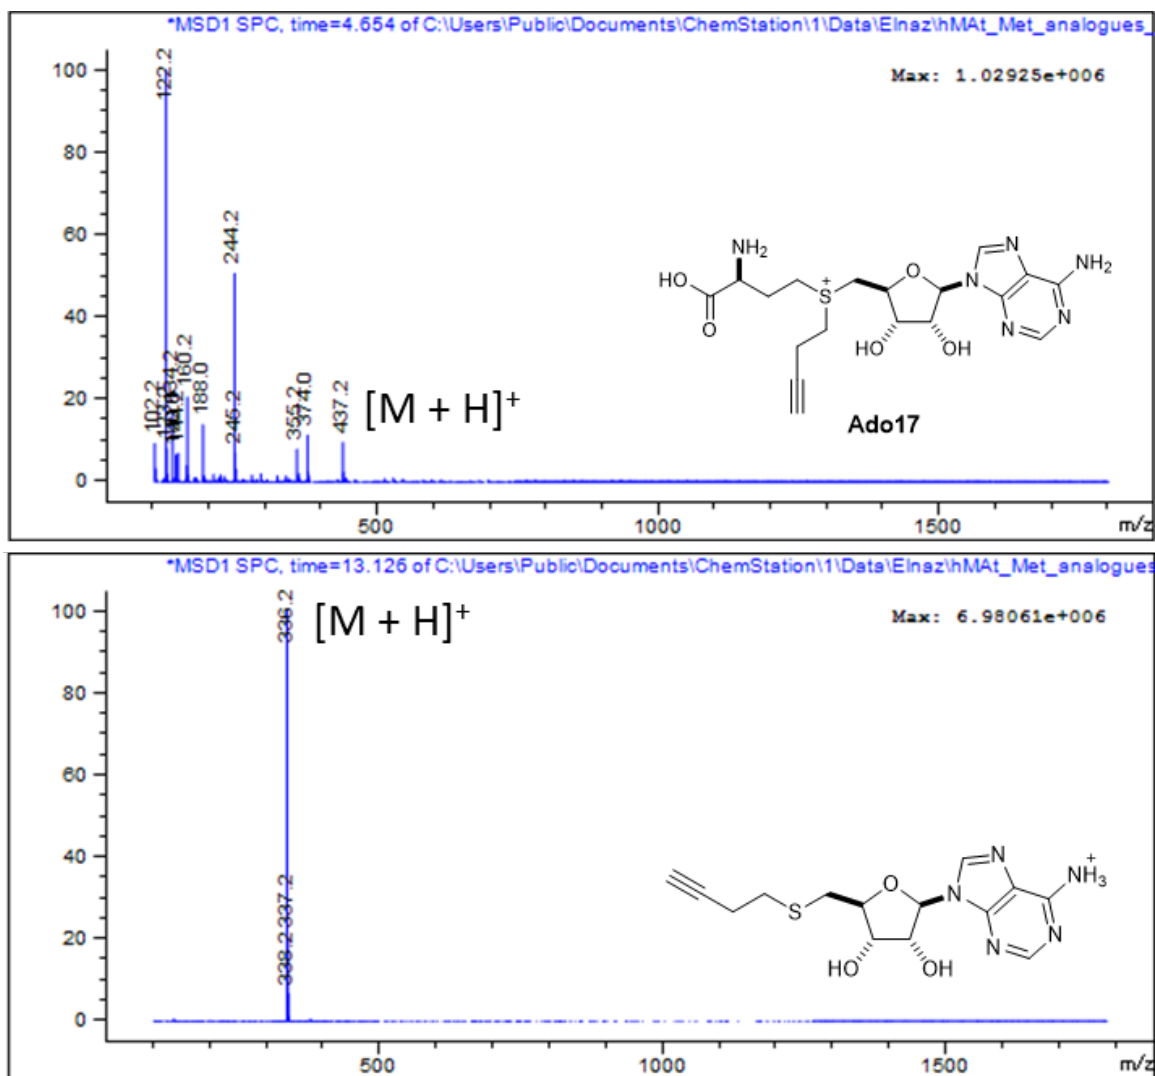 *MSD1 SPC, time=4.654 of C:\Users\Public\Documents\ChemStation\1\Data\Elnaz\hMAt_Met_analogues_
Max: 1.02925e+006
100
80
60
40
20
0
122.2
244.2
160.2
188.0
102.2
245.2
355.2
374.0
437.2
[M + H]+
NH2
HO
O
S+
O
HO
OH
N
N
N
N
NH2
Ado17
500
1000
1500
m/z
*MSD1 SPC, time=13.126 of C:\Users\Public\Documents\ChemStation\1\Data\Elnaz\hMAt_Met_analogues
Max: 6.98061e+006
100
80
60
40
20
0
336.2
337.2
338.2
[M + H]+
S
O
HO
OH
N
N
N
N
NH3+
500
1000
1500
m/z